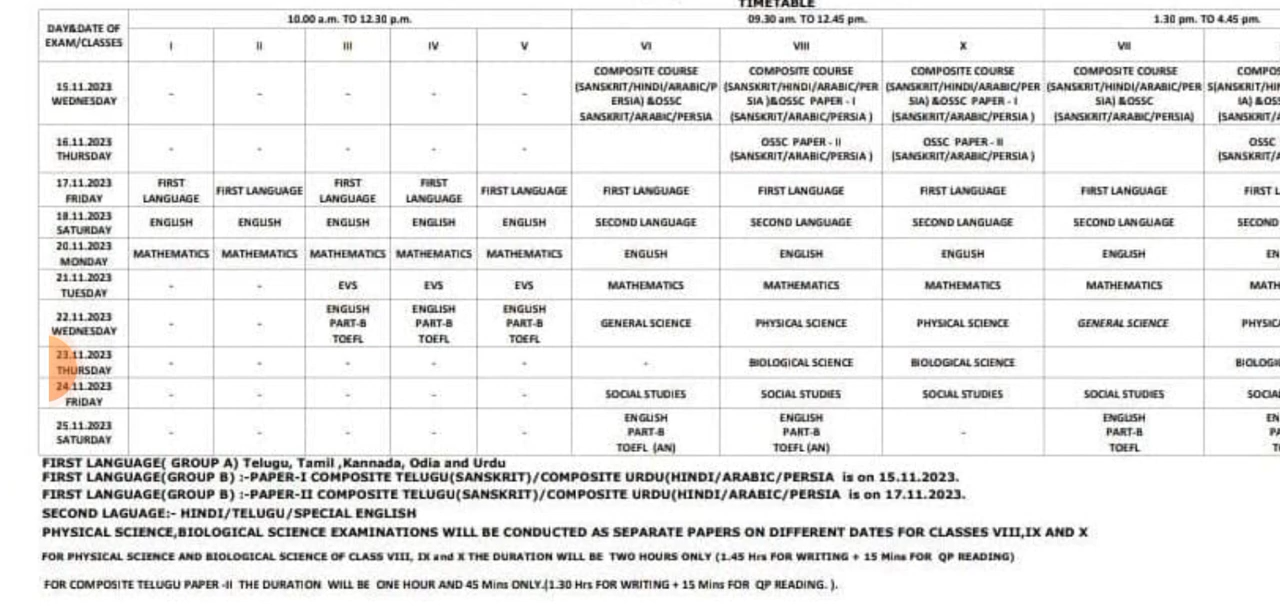 TIMETABLE
DAY&DATE OF EXAM/CLASSES 10.00 a.m. TO 12.30 p.m. 09.30 am. TO 12.45 pm. 1.30 pm. TO 4.45 pm.
I II III IV V VI VIII X VII
15.11.2023 WEDNESDAY - - - - - COMPOSITE COURSE (SANSKRIT/HINDI/ARABIC/PERSIA) &OSSC SANSKRIT/ARABIC/PERSIA COMPOSITE COURSE (SANSKRIT/HINDI/ARABIC/PERSIA )&OSSC PAPER - I (SANSKRIT/ARABIC/PERSIA ) COMPOSITE COURSE (SANSKRIT/HINDI/ARABIC/PERSIA) &OSSC PAPER - I (SANSKRIT/ARABIC/PERSIA ) COMPOSITE COURSE (SANSKRIT/HINDI/ARABIC/PERSIA) &OSSC (SANSKRIT/ARABIC/PERSIA)
16.11.2023 THURSDAY - - - - - OSSC PAPER - II (SANSKRIT/ARABIC/PERSIA ) OSSC PAPER - II (SANSKRIT/ARABIC/PERSIA ) OSSC
17.11.2023 FRIDAY FIRST LANGUAGE FIRST LANGUAGE FIRST LANGUAGE FIRST LANGUAGE FIRST LANGUAGE FIRST LANGUAGE FIRST LANGUAGE FIRST LANGUAGE FIRST LANGUAGE FIRST
18.11.2023 SATURDAY ENGLISH ENGLISH ENGLISH ENGLISH ENGLISH SECOND LANGUAGE SECOND LANGUAGE SECOND LANGUAGE SECOND LANGUAGE SECOND
20.11.2023 MONDAY MATHEMATICS MATHEMATICS MATHEMATICS MATHEMATICS MATHEMATICS ENGLISH ENGLISH ENGLISH ENGLISH
21.11.2023 TUESDAY - - EVS EVS EVS MATHEMATICS MATHEMATICS MATHEMATICS MATHEMATICS
22.11.2023 WEDNESDAY - - ENGLISH PART-B TOEFL ENGLISH PART-B TOEFL ENGLISH PART-B TOEFL GENERAL SCIENCE PHYSICAL SCIENCE PHYSICAL SCIENCE GENERAL SCIENCE
23.11.2023 THURSDAY - - - - - - BIOLOGICAL SCIENCE BIOLOGICAL SCIENCE
24.11.2023 FRIDAY - - - - - SOCIAL STUDIES SOCIAL STUDIES SOCIAL STUDIES SOCIAL STUDIES
25.11.2023 SATURDAY - - - - - ENGLISH PART-B TOEFL (AN) ENGLISH PART-B TOEFL (AN) - ENGLISH PART-B TOEFL
FIRST LANGUAGE( GROUP A) Telugu, Tamil ,Kannada, Odia and Urdu
FIRST LANGUAGE(GROUP B) :-PAPER-I COMPOSITE TELUGU(SANSKRIT)/COMPOSITE URDU(HINDI/ARABIC/PERSIA is on 15.11.2023.
FIRST LANGUAGE(GROUP B) :-PAPER-II COMPOSITE TELUGU(SANSKRIT)/COMPOSITE URDU(HINDI/ARABIC/PERSIA is on 17.11.2023.
SECOND LAGUAGE:- HINDI/TELUGU/SPECIAL ENGLISH
PHYSICAL SCIENCE,BIOLOGICAL SCIENCE EXAMINATIONS WILL BE CONDUCTED AS SEPARATE PAPERS ON DIFFERENT DATES FOR CLASSES VIII,IX AND X
FOR PHYSICAL SCIENCE AND BIOLOGICAL SCIENCE OF CLASS VIII, IX and X THE DURATION WILL BE TWO HOURS ONLY (1.45 Hrs FOR WRITING + 15 Mins FOR QP READING)
FOR COMPOSITE TELUGU PAPER -II THE DURATION WILL BE ONE HOUR AND 45 Mins ONLY.(1.30 Hrs FOR WRITING + 15 Mins FOR QP READING. ).